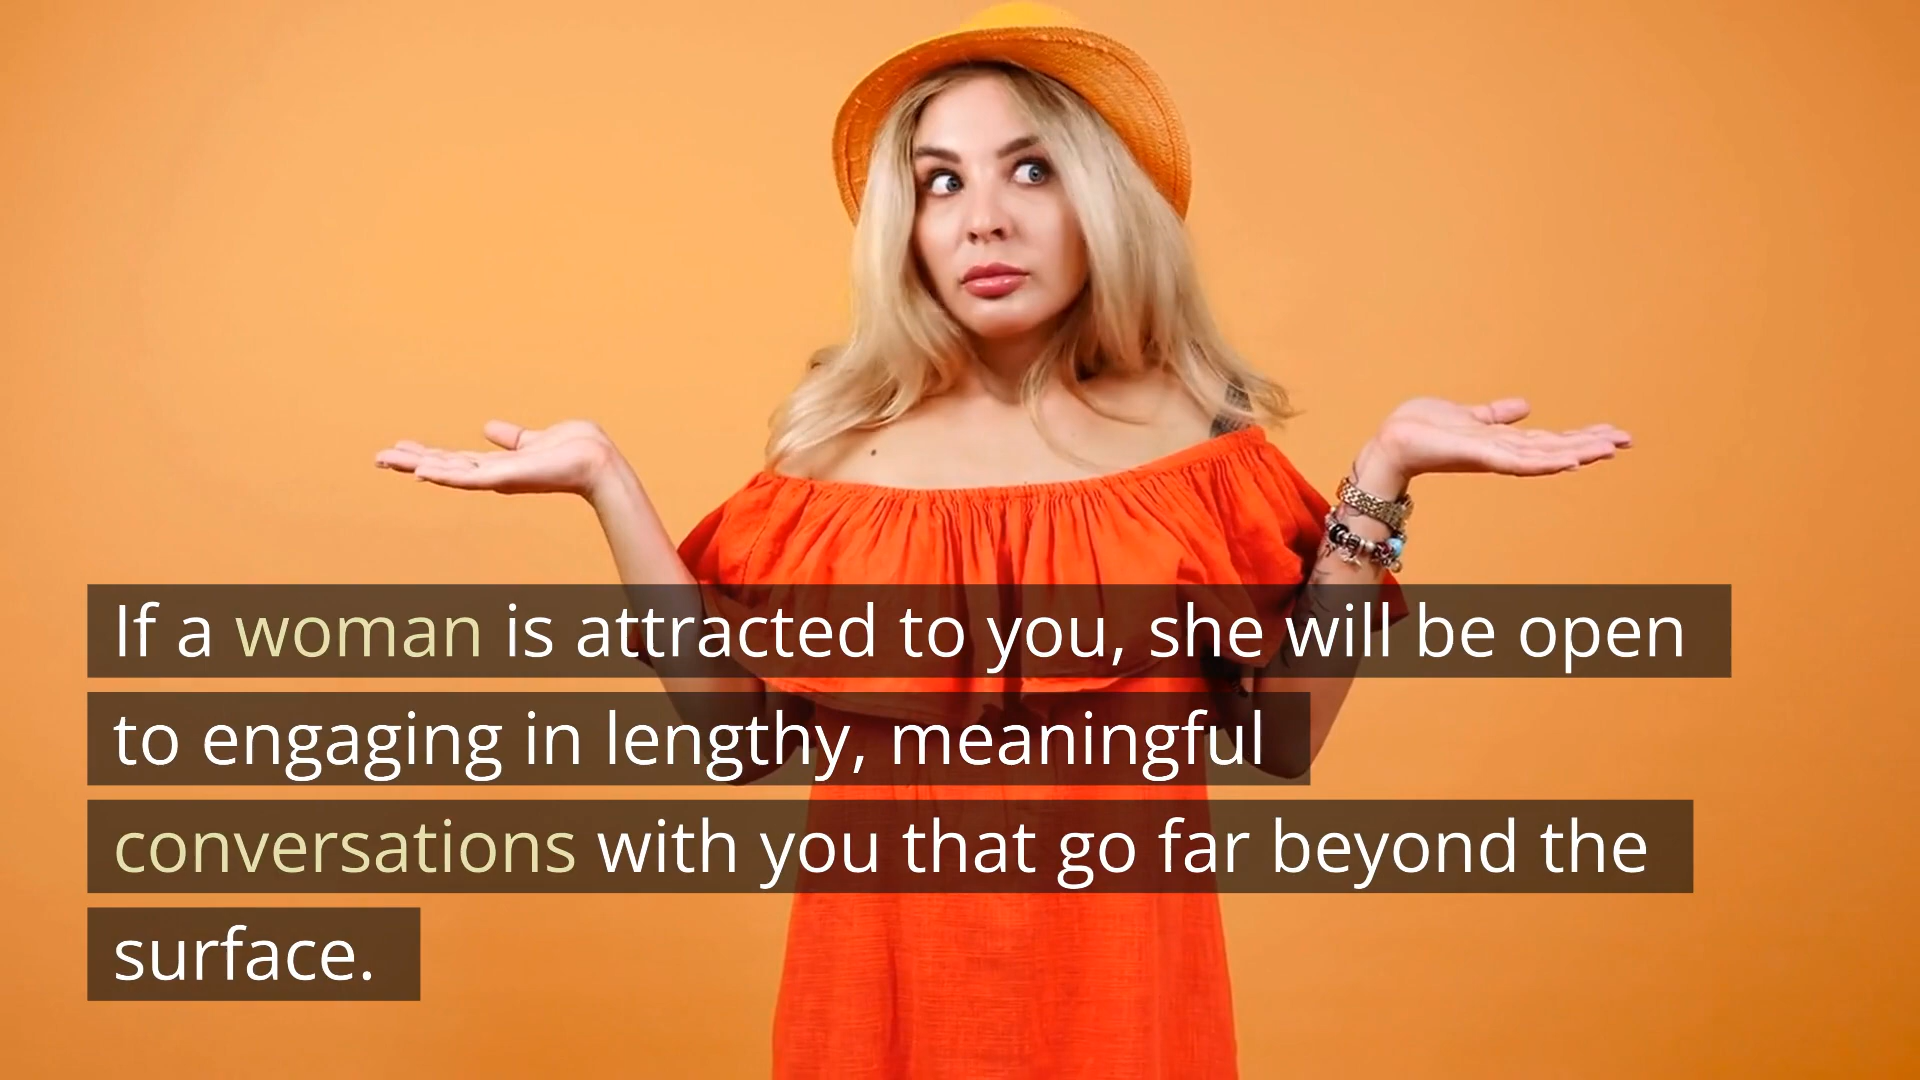 If a woman is attracted to you, she will be open
to engaging in lengthy, meaningful
conversations with you that go far beyond the
surface.